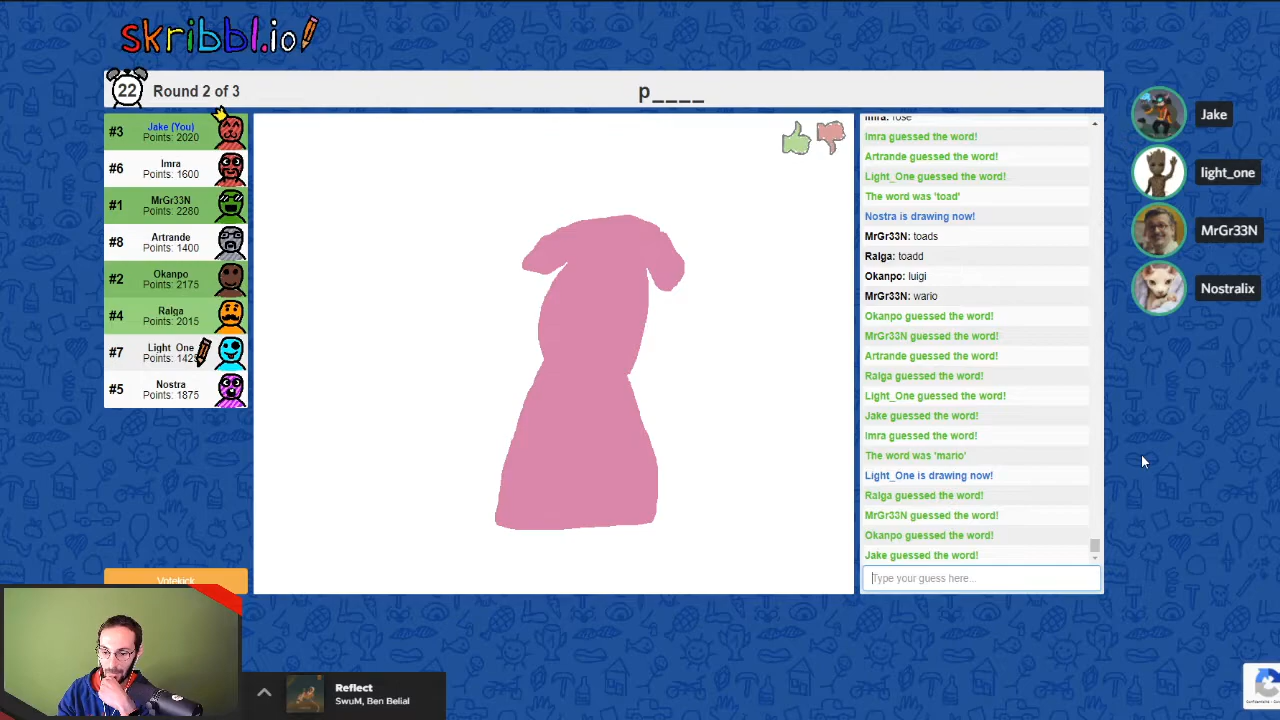 skribbl.io
22
Round 2 of 3
p____
#3
Jake (You)
Points: 2020
#6
Imra
Points: 1600
#1
MrGr33N
Points: 2280
#8
Artrande
Points: 1400
#2
Okanpo
Points: 2175
#4
Ralga
Points: 2015
#7
#5
Nostra
Points: 1875
Votekick
Imra: rose
Imra guessed the word!
Artrande guessed the word!
Light_One guessed the word!
The word was 'toad'
Nostra is drawing now!
MrGr33N: toads
Ralga: toadd
Okanpo: luigi
MrGr33N: wario
Okanpo guessed the word!
MrGr33N guessed the word!
Artrande guessed the word!
Ralga guessed the word!
Light_One guessed the word!
Jake guessed the word!
Imra guessed the word!
The word was 'mario'
Light_One is drawing now!
Ralga guessed the word!
MrGr33N guessed the word!
Okanpo guessed the word!
Jake guessed the word!
Type your guess here...
Jake
light_one
MrGr33N
Nostralix
Reflect
SwuM, Ben Belial